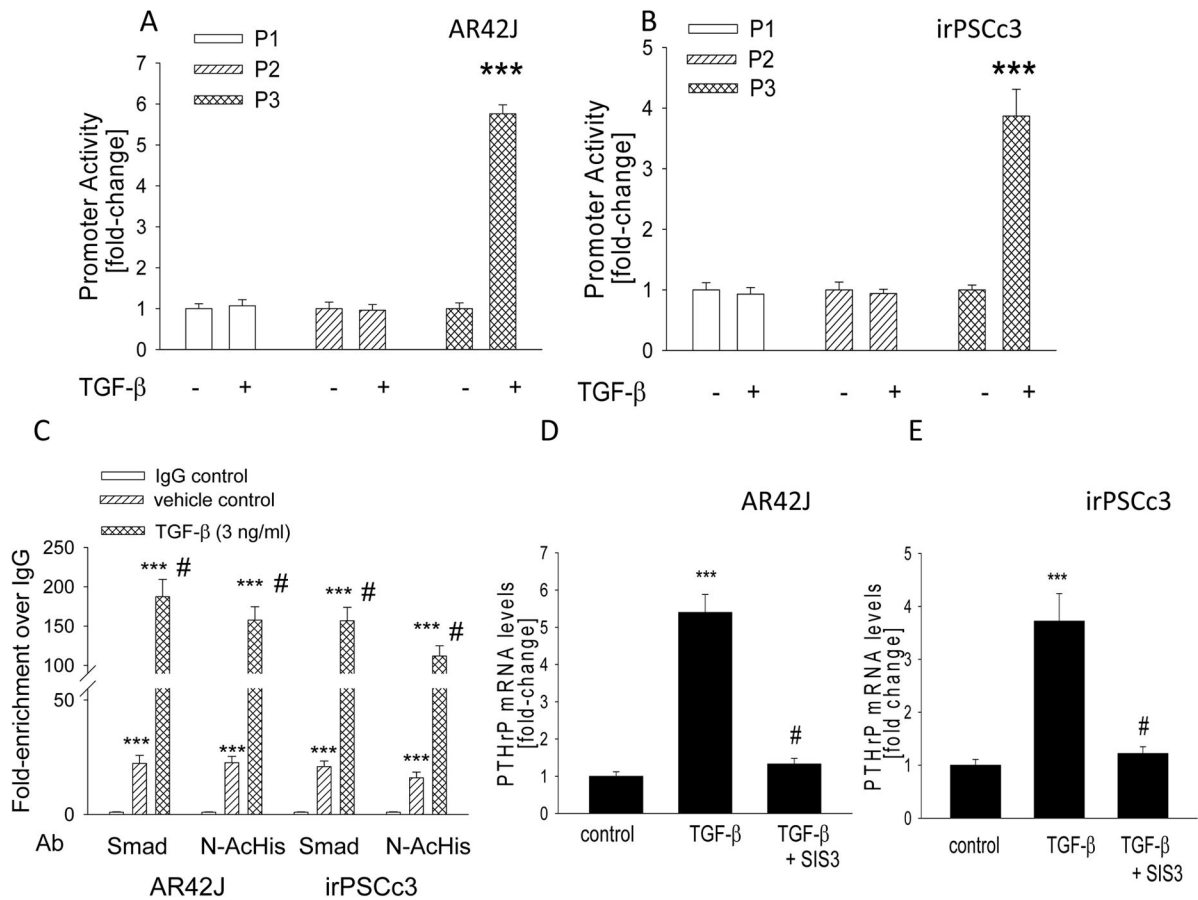 A
AR42J
P1
P2
P3
***
Promoter Activity
[fold-change]
7
6
5
4
3
2
1
0
TGF-β - + - + - +
B
irPSCc3
P1
P2
P3
***
Promoter Activity
[fold-change]
5
4
3
2
1
0
TGF-β - + - + - +
C
IgG control
vehicle control
TGF-β (3 ng/ml)
Fold-enrichment over IgG
250
200
150
100
50
0
*** # *** # *** # *** #
*** *** *** ***
Ab Smad N-AcHis Smad N-AcHis
AR42J irPSCc3
D
AR42J
PTHrP mRNA levels
[fold-change]
7
6
5
4
3
2
1
0
***
#
control TGF-β TGF-β
+ SIS3
E
irPSCc3
PTHrP mRNA levels
[fold change]
5
4
3
2
1
0
***
#
control TGF-β TGF-β
+ SIS3